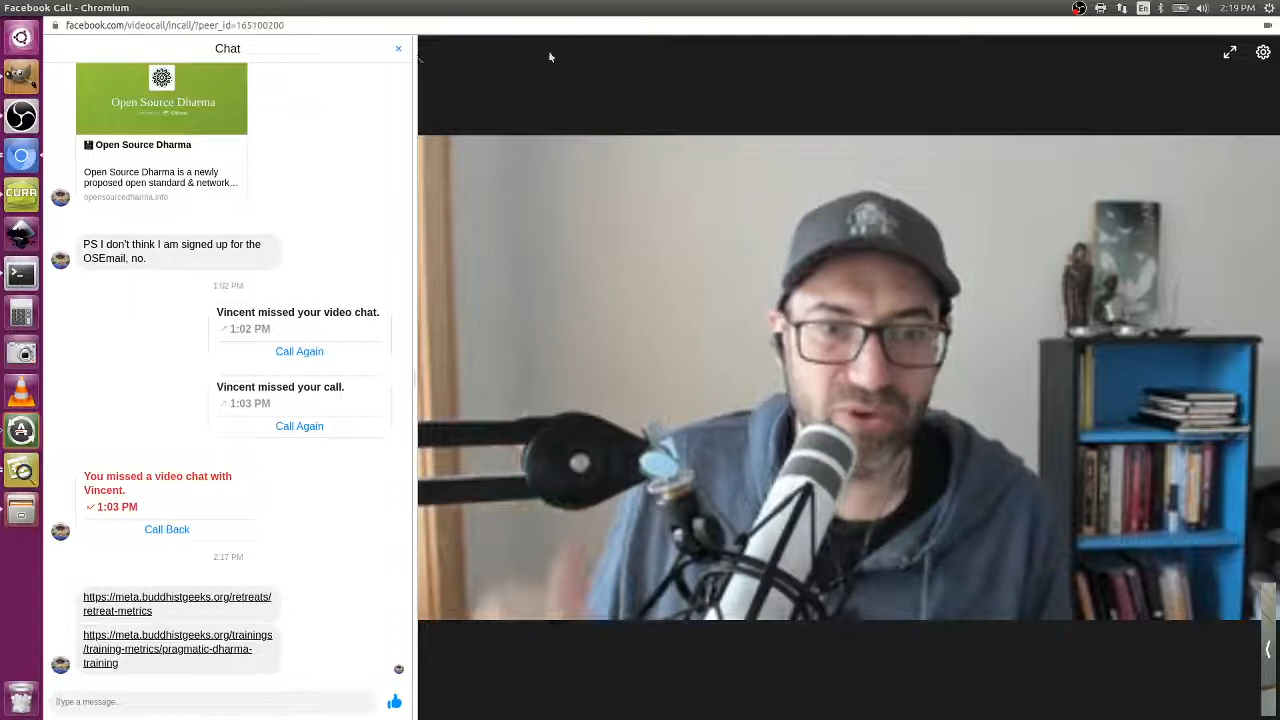 Facebook Call - Chromium
En
2:19 PM
facebook.com/videocall/incall/?peer_id=165100200
Chat
×
Open Source Dharma
Open Source Dharma
Open Source Dharma is a newly
proposed open standard & network…
opensourcedharma.info
PS I don't think I am signed up for the
OSEmail, no.
1:02 PM
Vincent missed your video chat.
1:02 PM
Call Again
Vincent missed your call.
1:03 PM
Call Again
You missed a video chat with
Vincent.
1:03 PM
Call Back
2:17 PM
https://meta.buddhistgeeks.org/retreats/
retreat-metrics
https://meta.buddhistgeeks.org/trainings
/training-metrics/pragmatic-dharma-
training
Type a message...
CURA